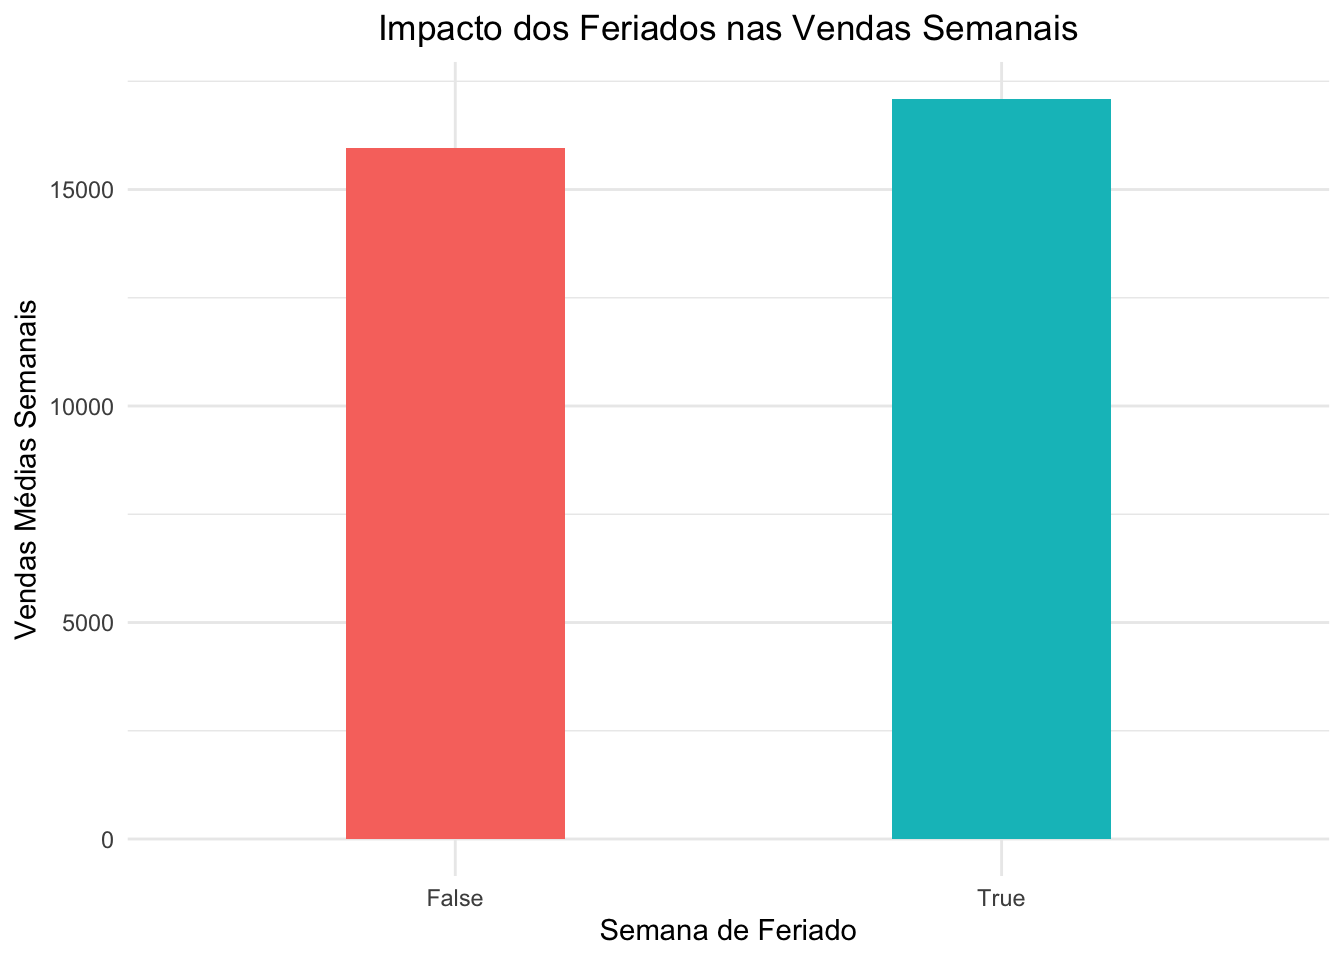 Impacto dos Feriados nas Vendas Semanais
Vendas Médias Semanais
15000
10000
5000
0
False
True
Semana de Feriado